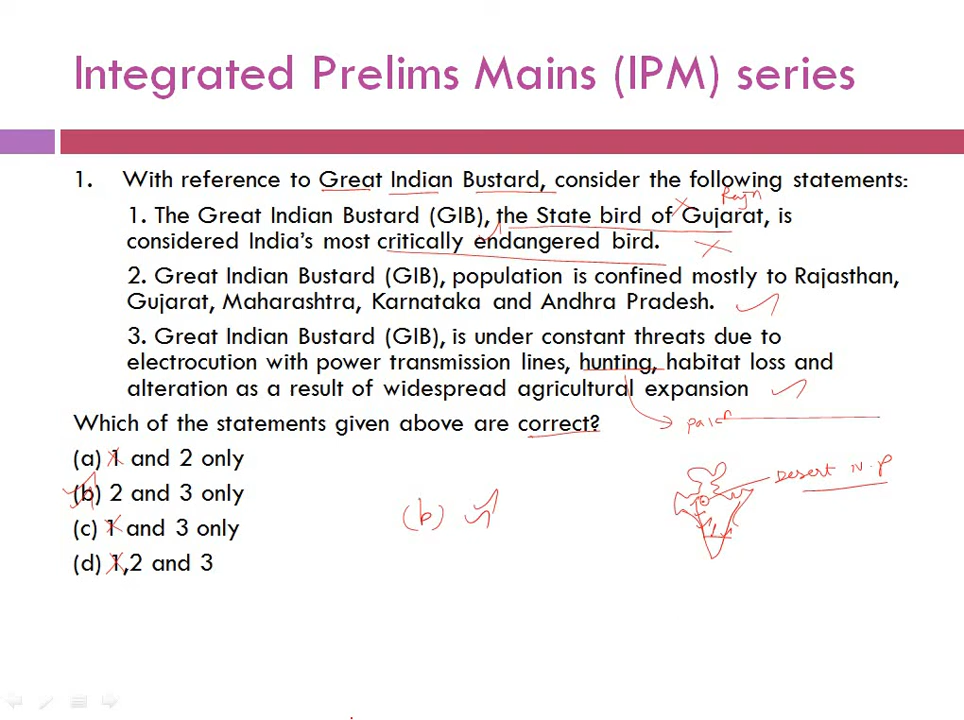 Integrated Prelims Mains (IPM) series
1. With reference to Great Indian Bustard, consider the following statements:
Rajn
1. The Great Indian Bustard (GIB), the State bird of Gujarat, is
considered India's most critically endangered bird.
2. Great Indian Bustard (GIB), population is confined mostly to Rajasthan,
Gujarat, Maharashtra, Karnataka and Andhra Pradesh.
3. Great Indian Bustard (GIB), is under constant threats due to
electrocution with power transmission lines, hunting, habitat loss and
alteration as a result of widespread agricultural expansion
Which of the statements given above are correct?
(a) 1 and 2 only
Desert N.P
(b) 2 and 3 only
(b)
(c) 1 and 3 only
(d) 1,2 and 3